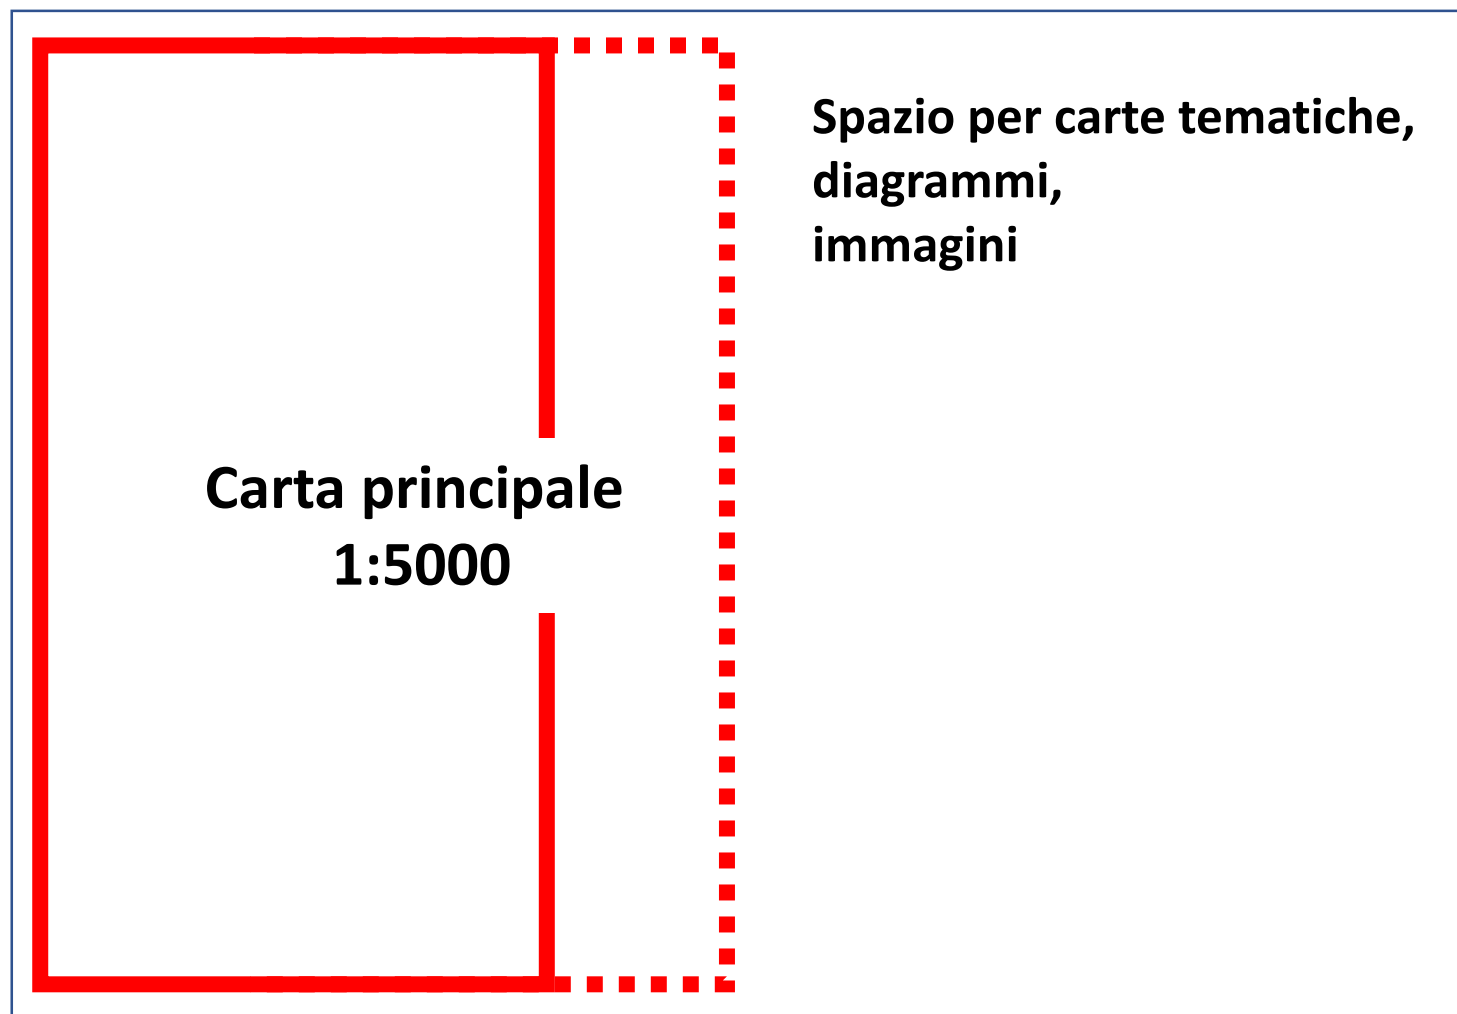 Spazio per carte tematiche,
diagrammi,
immagini
Carta principale
1:5000